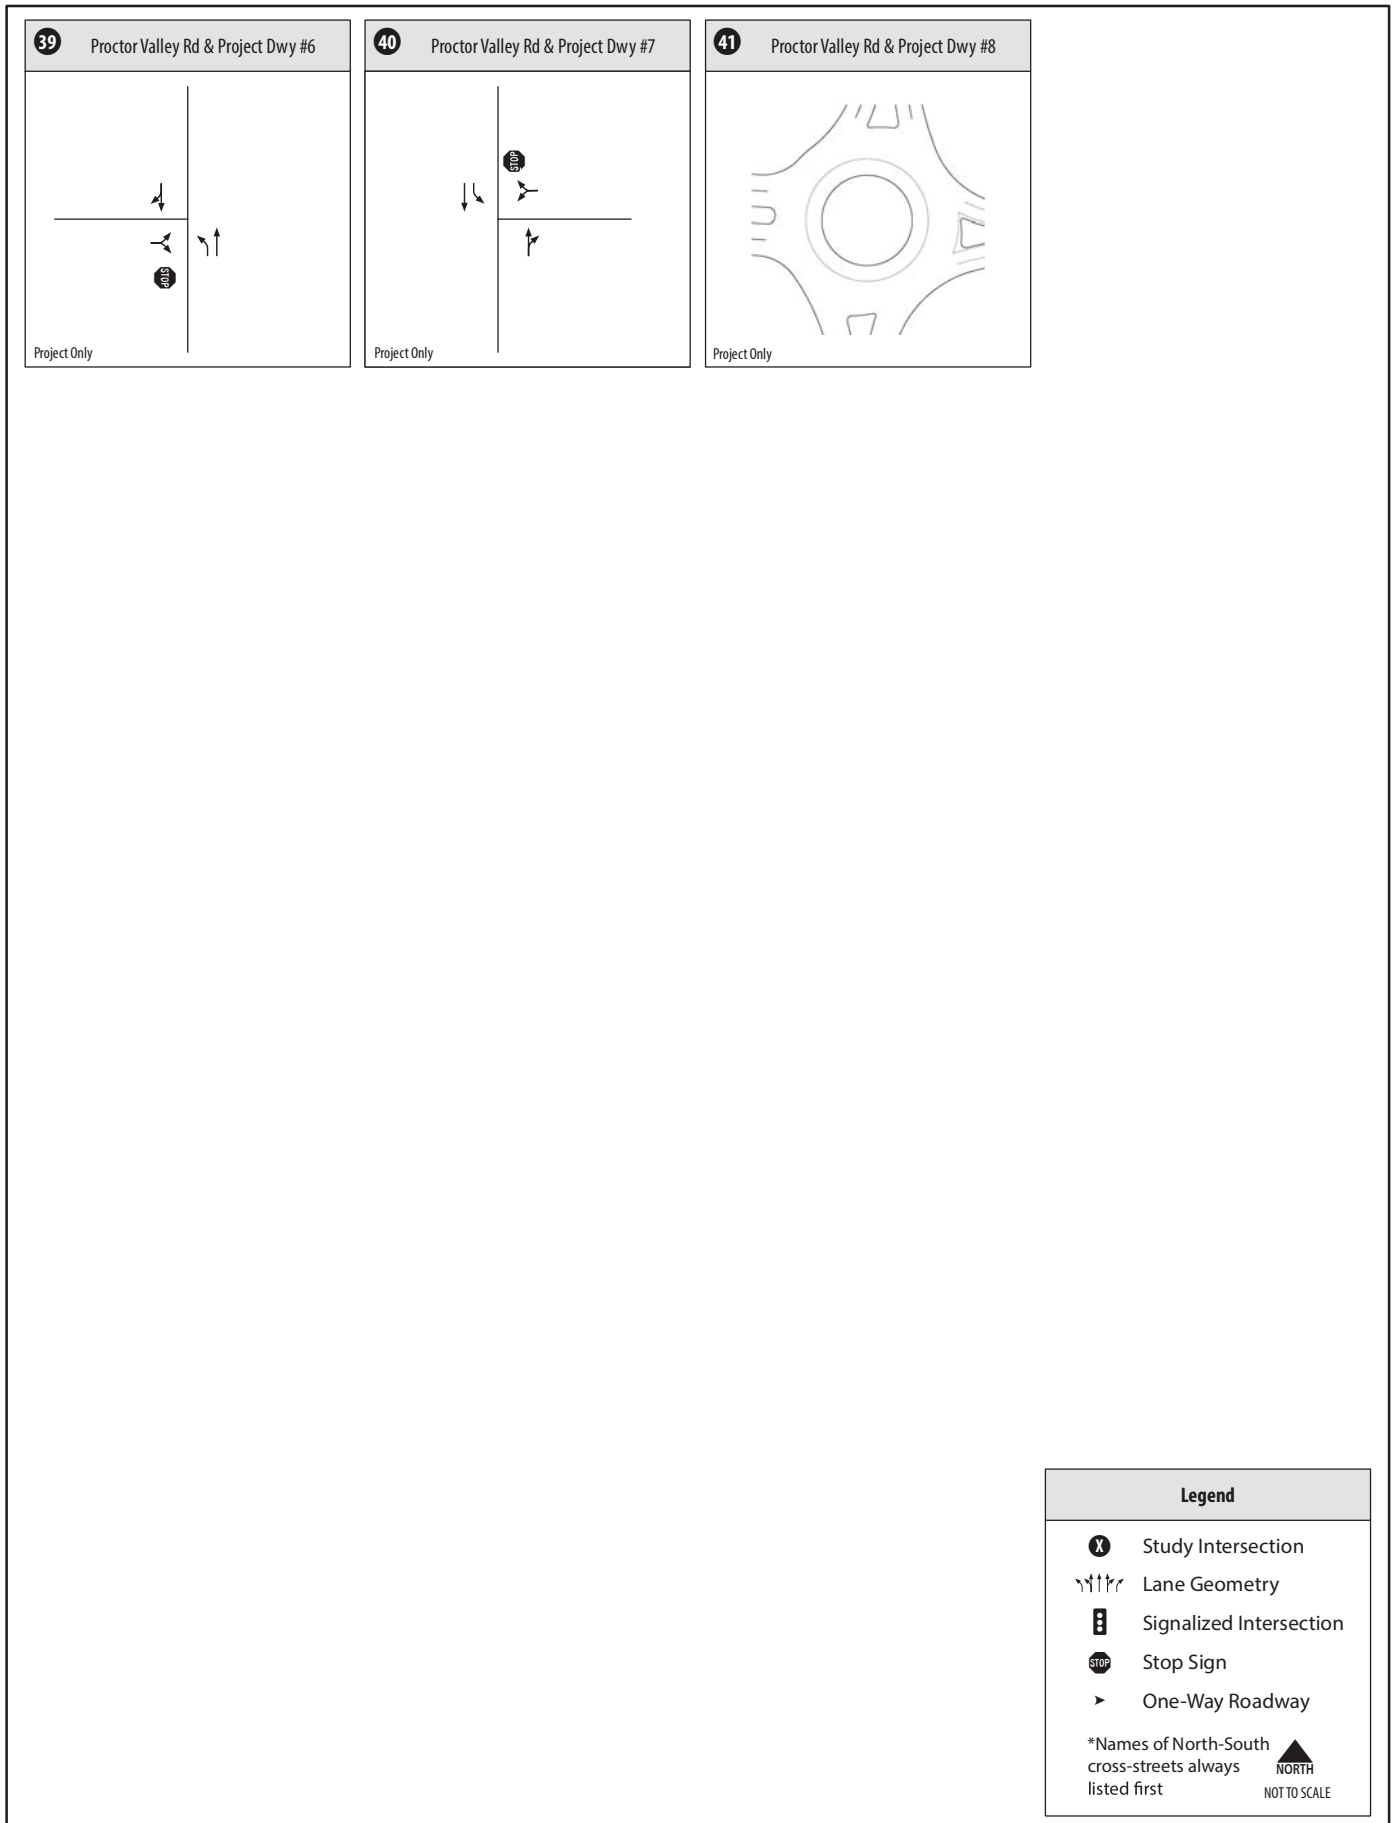 39 Proctor Valley Rd & Project Dwy #6
STOP
Project Only
40 Proctor Valley Rd & Project Dwy #7
STOP
Project Only
41 Proctor Valley Rd & Project Dwy #8
Project Only
Legend
X Study Intersection
Lane Geometry
Signalized Intersection
STOP Stop Sign
One-Way Roadway
*Names of North-South
cross-streets always
listed first
NORTH
NOT TO SCALE